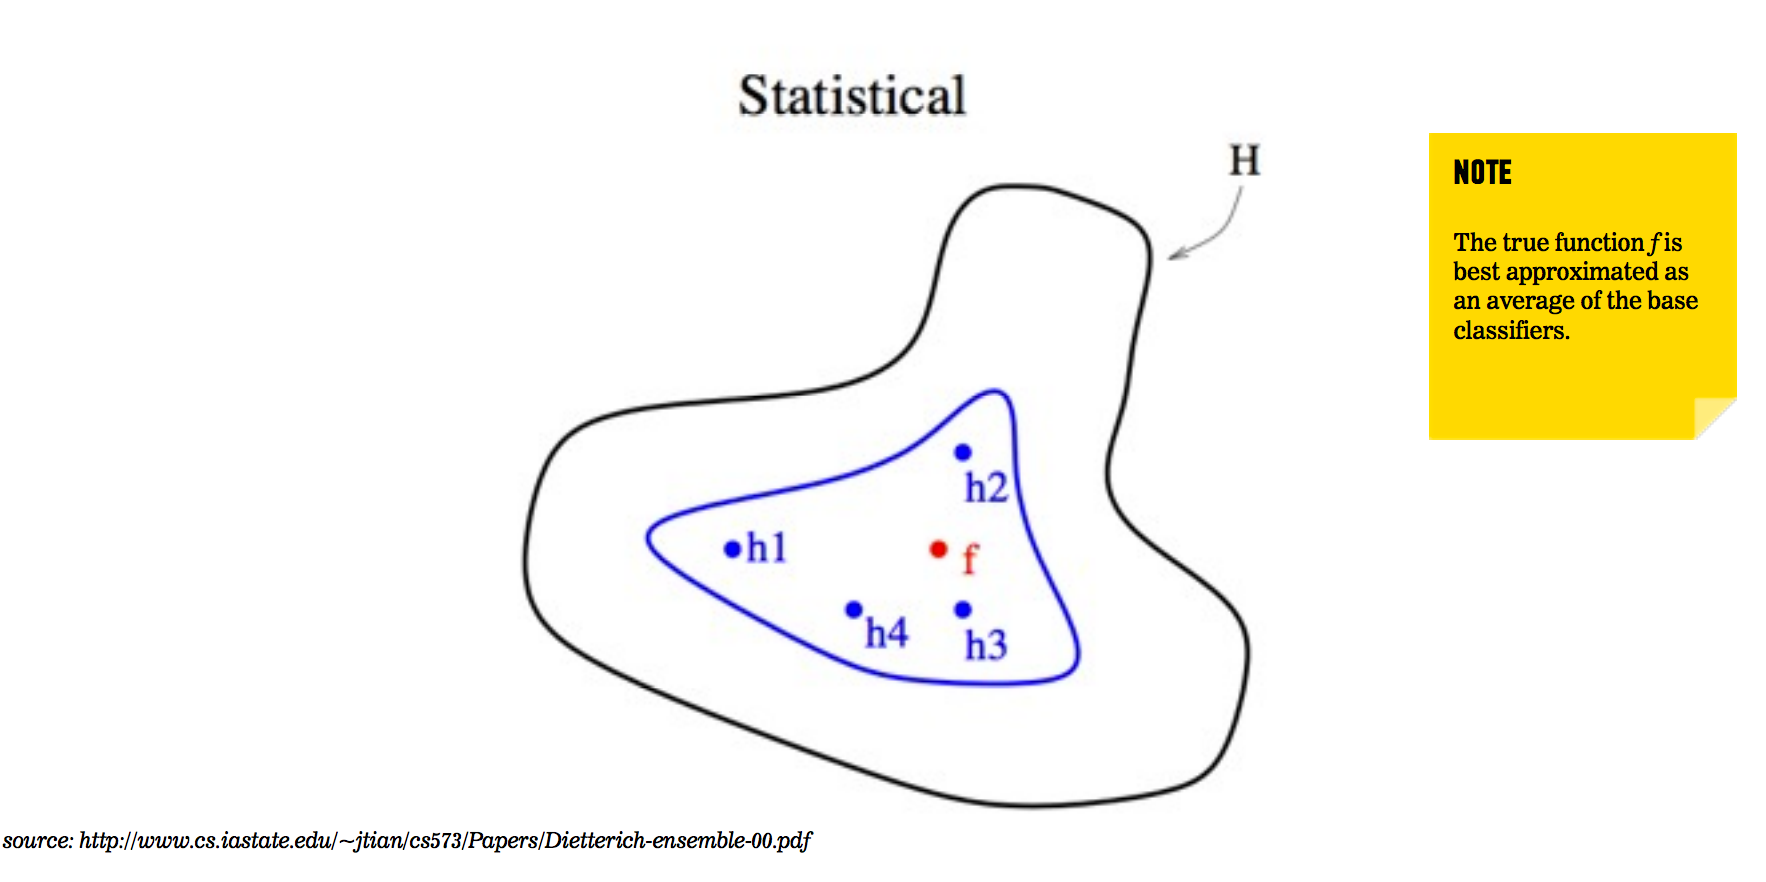 Statistical
H
NOTE
The true function f is
best approximated as
an average of the base
classifiers.
h2
h1
f
h4
h3
source: http://www.cs.iastate.edu/~jtian/cs573/Papers/Dietterich-ensemble-00.pdf